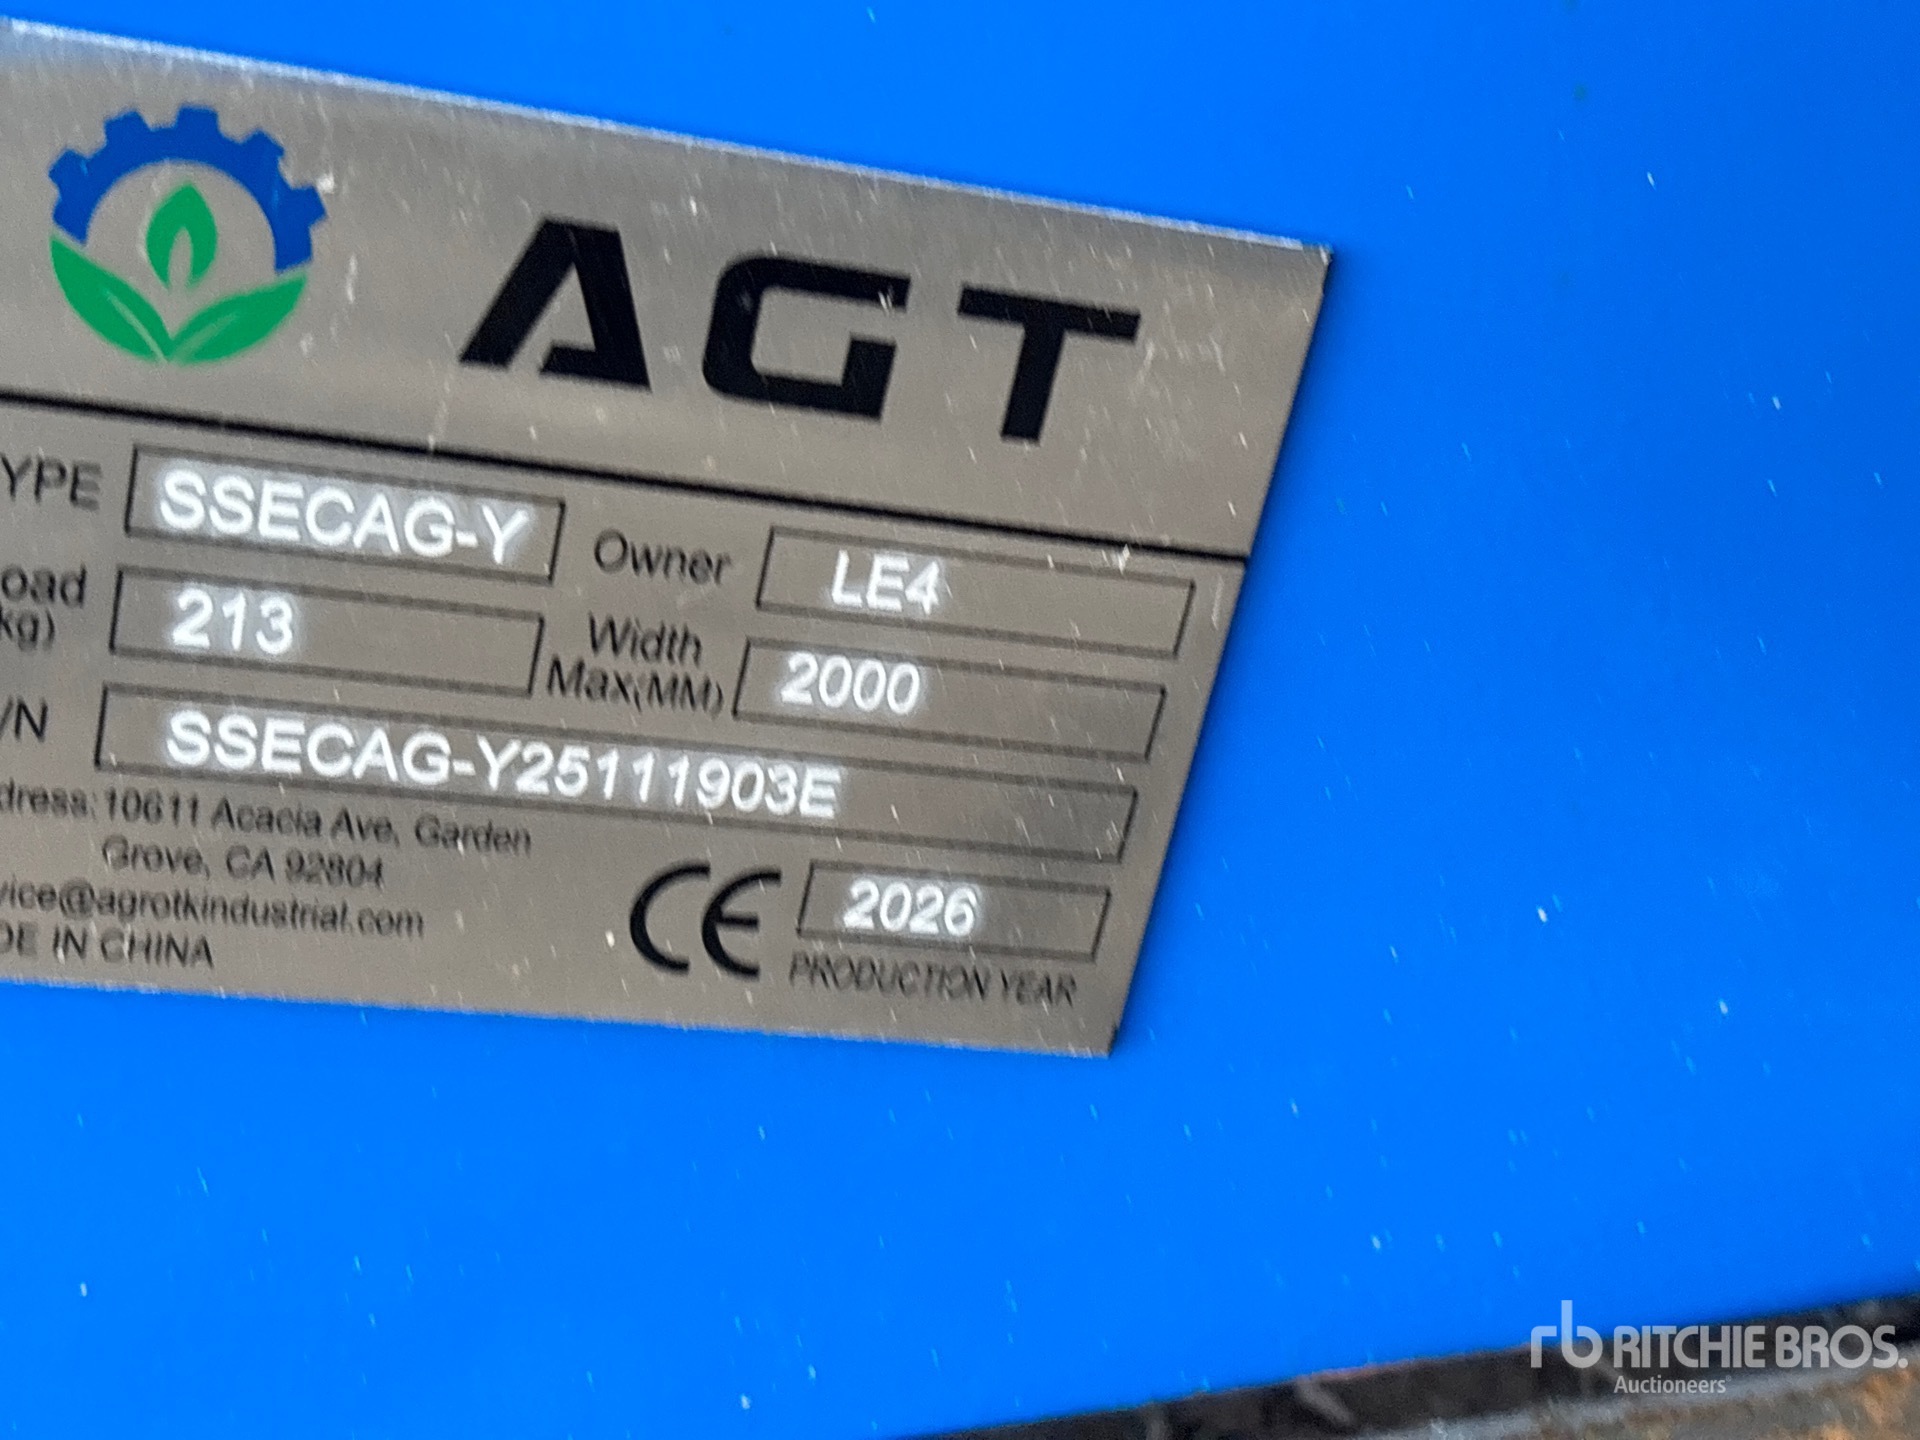 AGT
YPE SSECAG-Y Owner LE4
oad
kg) 213 Width
Max(MM) 2000
/N SSECAG-Y25111903E
dress:10611 Acacia Ave, Garden
Grove, CA 92804
vice@agrotkindustrial.com
DE IN CHINA
CE 2026
PRODUCTION YEAR
rb RITCHIE BROS.
Auctioneers